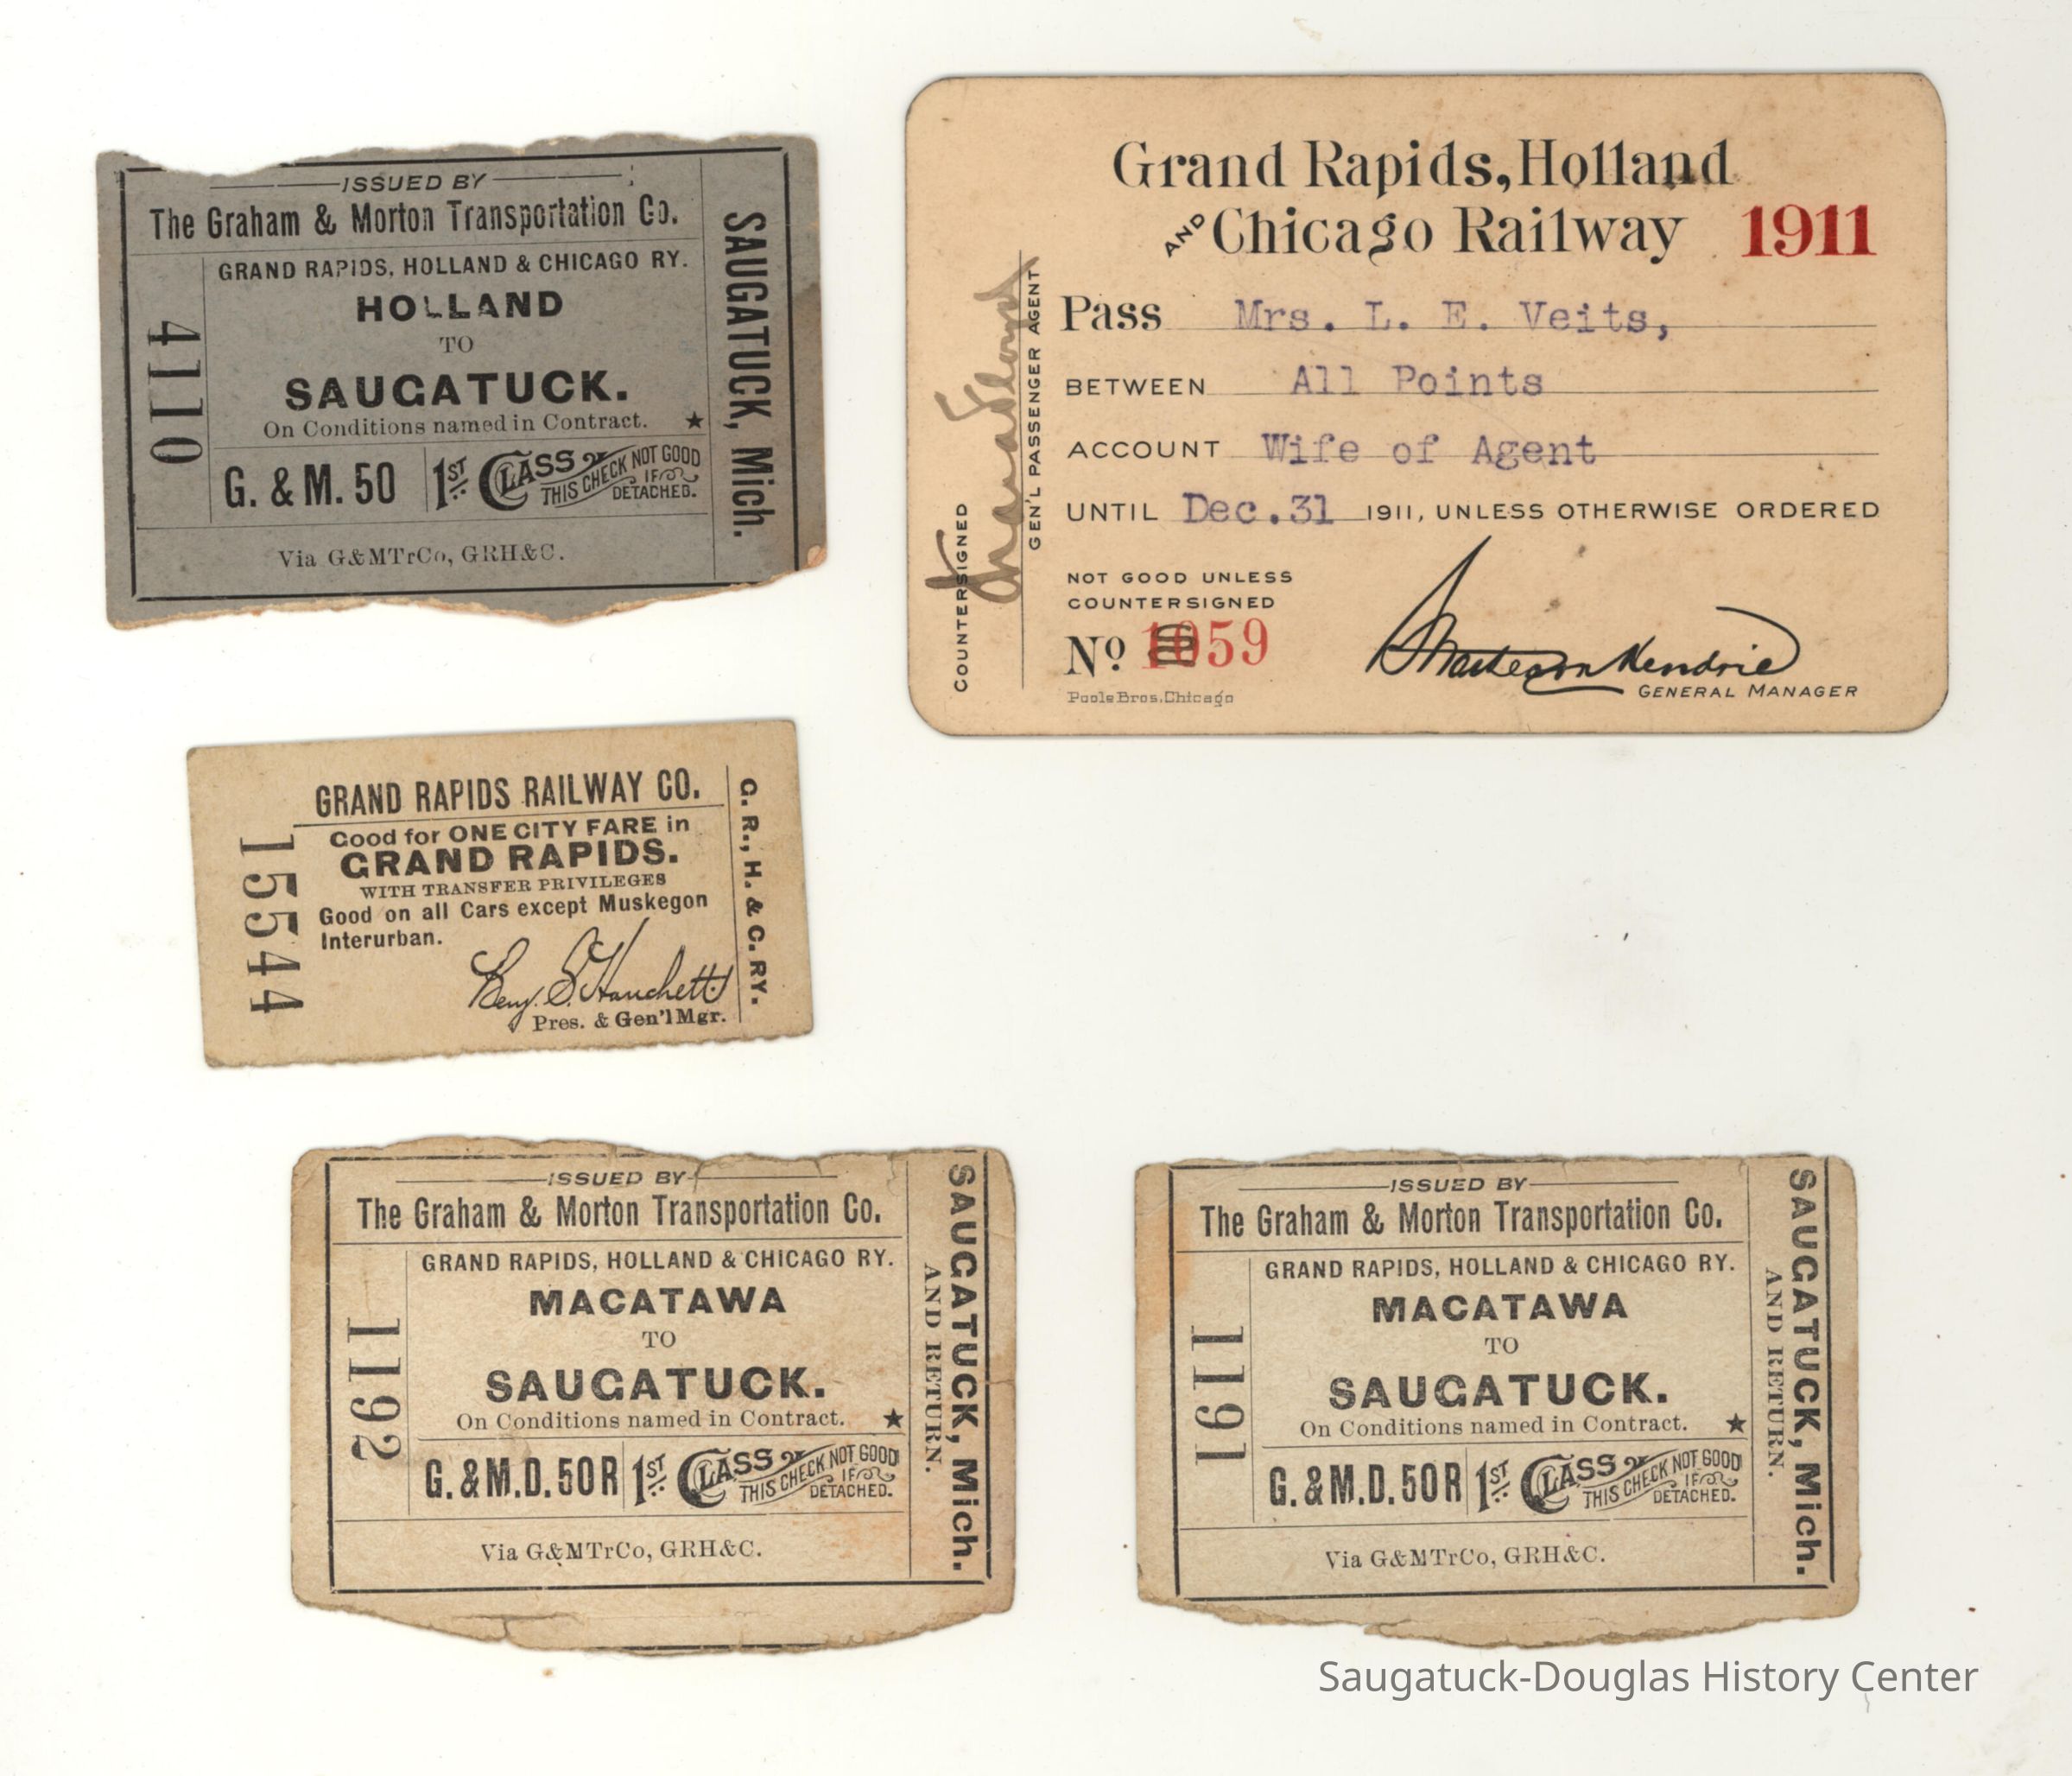 ISSUED BY
The Graham & Morton Transportation Co.
GRAND RAPIDS, HOLLAND & CHICAGO RY.
HOLLAND
TO
SAUGATUCK.
On Conditions named in Contract. ★
G. & M. 50
1ST CLASS
THIS CHECK NOT GOOD
IF
DETACHED.
Via G&MTrCo, GRH&C.
4110
SAUGATUCK, Mich.
Grand Rapids, Holland
AND Chicago Railway 1911
Pass Mrs. L. E. Veits,
BETWEEN All Points
ACCOUNT Wife of Agent
UNTIL Dec.31 1911, UNLESS OTHERWISE ORDERED
NOT GOOD UNLESS
COUNTERSIGNED
No 1059
Poole Bros. Chicago
GENERAL MANAGER
COUNTERSIGNED
GEN'L PASSENGER AGENT
GRAND RAPIDS RAILWAY CO.
Good for ONE CITY FARE in
GRAND RAPIDS.
WITH TRANSFER PRIVILEGES
Good on all Cars except Muskegon
Interurban.
Benj. S. Hanchett
Pres. & Gen'l Mgr.
15544
G. R., H. & C. RY.
ISSUED BY
The Graham & Morton Transportation Co.
GRAND RAPIDS, HOLLAND & CHICAGO RY.
MACATAWA
TO
SAUGATUCK.
On Conditions named in Contract. ★
G. & M.D. 50R
1ST CLASS
THIS CHECK NOT GOOD
IF
DETACHED.
Via G&MTrCo, GRH&C.
1192
SAUGATUCK, Mich.
AND RETURN.
ISSUED BY
The Graham & Morton Transportation Co.
GRAND RAPIDS, HOLLAND & CHICAGO RY.
MACATAWA
TO
SAUGATUCK.
On Conditions named in Contract. ★
G. & M.D. 50R
1ST CLASS
THIS CHECK NOT GOOD
IF
DETACHED.
Via G&MTrCo, GRH&C.
1191
SAUGATUCK, Mich.
AND RETURN.
Saugatuck-Douglas History Center